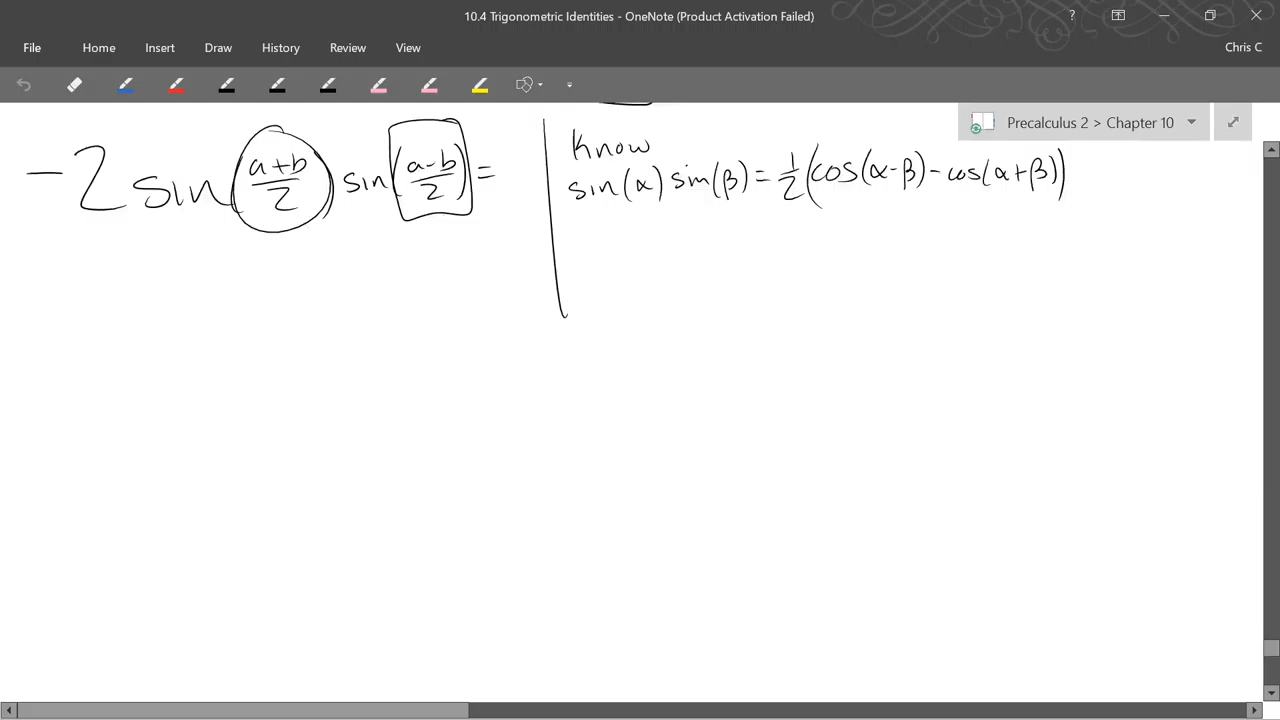 10.4 Trigonometric Identities - OneNote (Product Activation Failed)
?
File Home Insert Draw History Review View
Chris C
Precalculus 2 > Chapter 10
-2 sin((a+b)/2) sin((a-b)/2) =
Know
sin(α) sin(β) = 1/2 (cos(α-β) - cos(α+β))